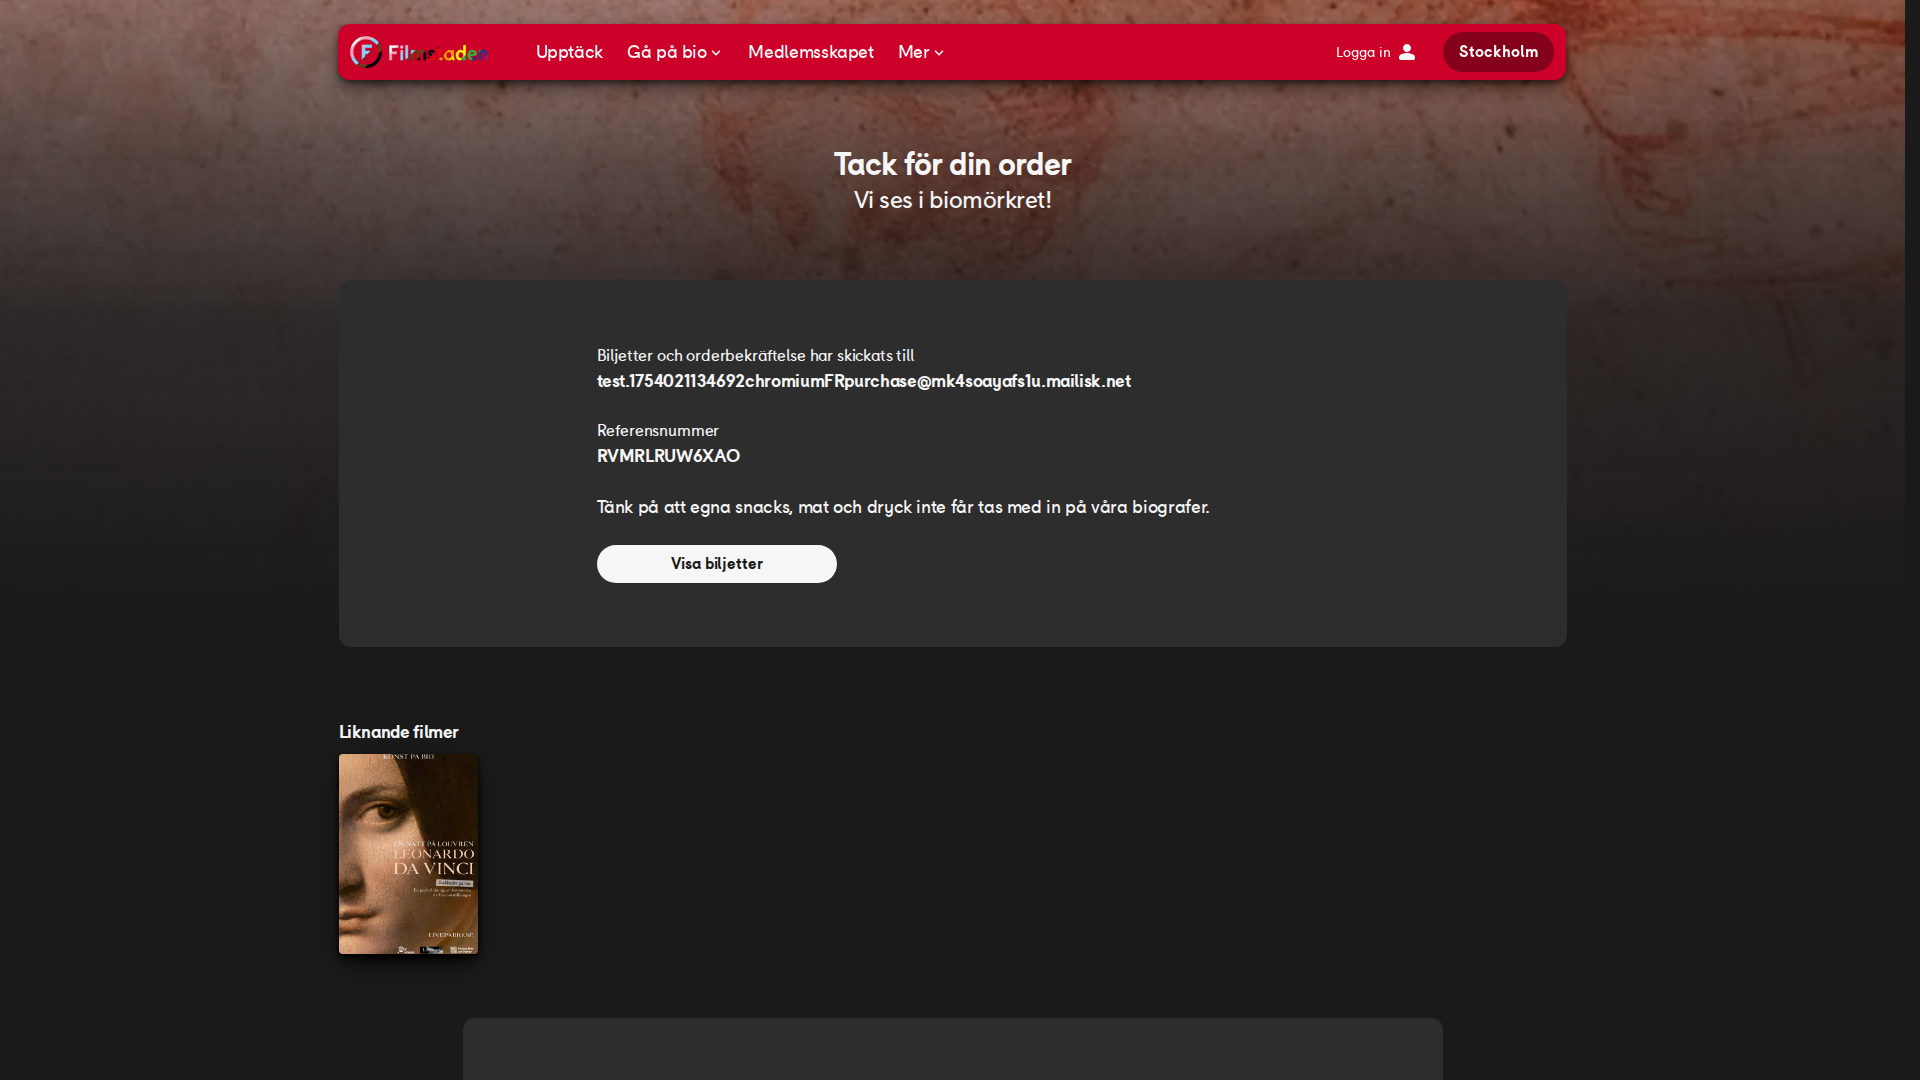 Filmstaden
Upptäck
Gå på bio
Medlemsskapet
Mer
Logga in
Stockholm
Tack för din order
Vi ses i biomörkret!
Biljetter och orderbekräftelse har skickats till
test.1754021134692chromiumFRpurchase@mk4soayafs1u.mailisk.net
Referensnummer
RVMRLRUW6XAO
Tänk på att egna snacks, mat och dryck inte får tas med in på våra biografer.
Visa biljetter
Liknande filmer
KONST PÅ BIO
EN NATT PÅ LOUVREN
LEONARDO
DA VINCI
LIVEPABIO.SE